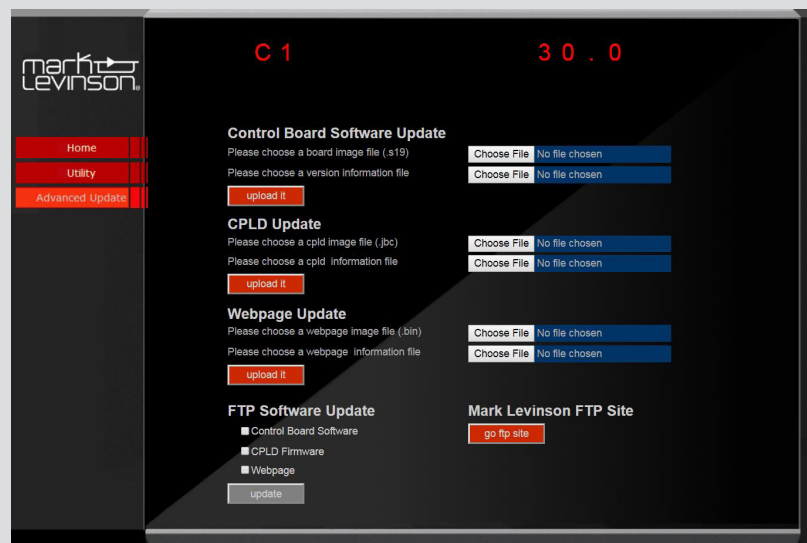 mark
Levinson®
C1 30.0
Home
Utility
Advanced Update
Control Board Software Update
Please choose a board image file (.s19) Choose File No file chosen
Please choose a version information file Choose File No file chosen
upload it
CPLD Update
Please choose a cpld image file (.jbc) Choose File No file chosen
Please choose a cpld information file Choose File No file chosen
upload it
Webpage Update
Please choose a webpage image file (.bin) Choose File No file chosen
Please choose a webpage information file Choose File No file chosen
upload it
FTP Software Update
Control Board Software
CPLD Firmware
Webpage
update
Mark Levinson FTP Site
go ftp site